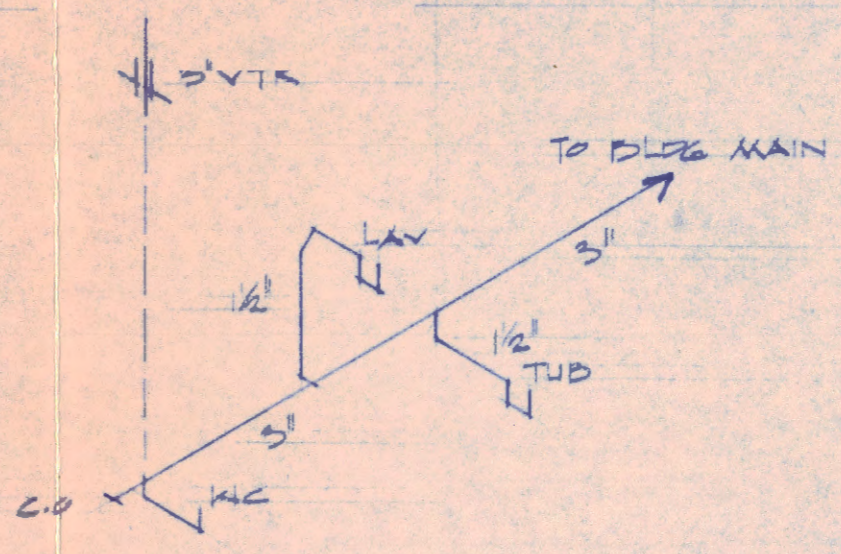 3" VTR
TO BLDG MAIN
LAV
3"
1½"
1½"
TUB
3"
C.O
WC